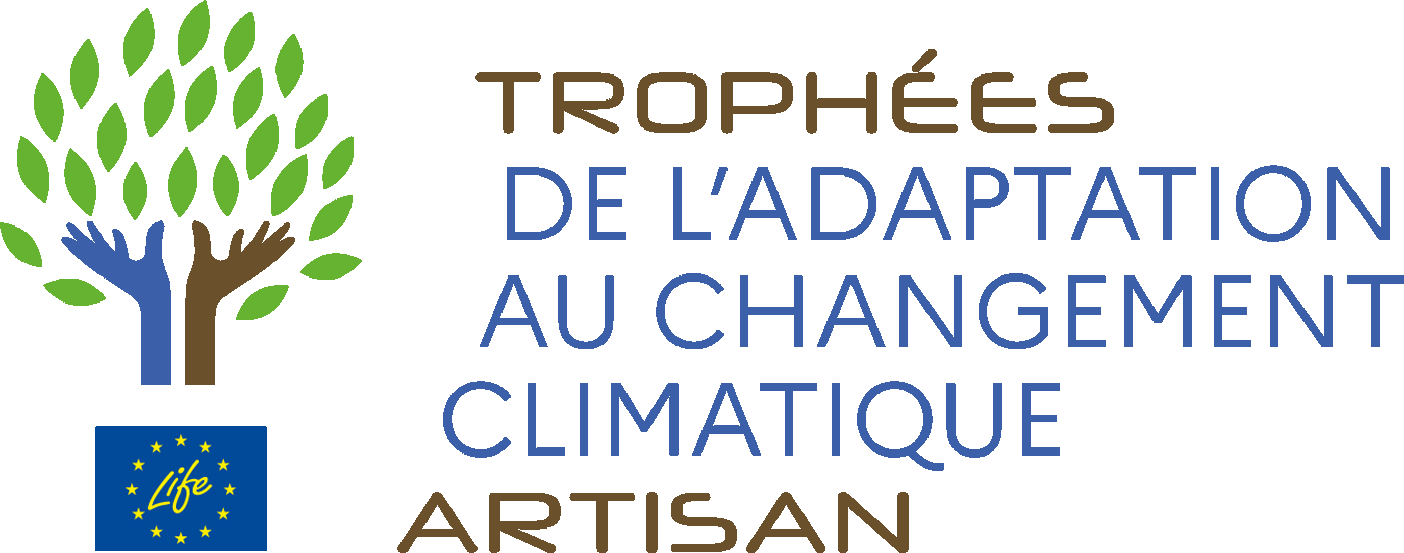 TROPHÉES
DE L’ADAPTATION
AU CHANGEMENT
CLIMATIQUE
ARTISAN
Life